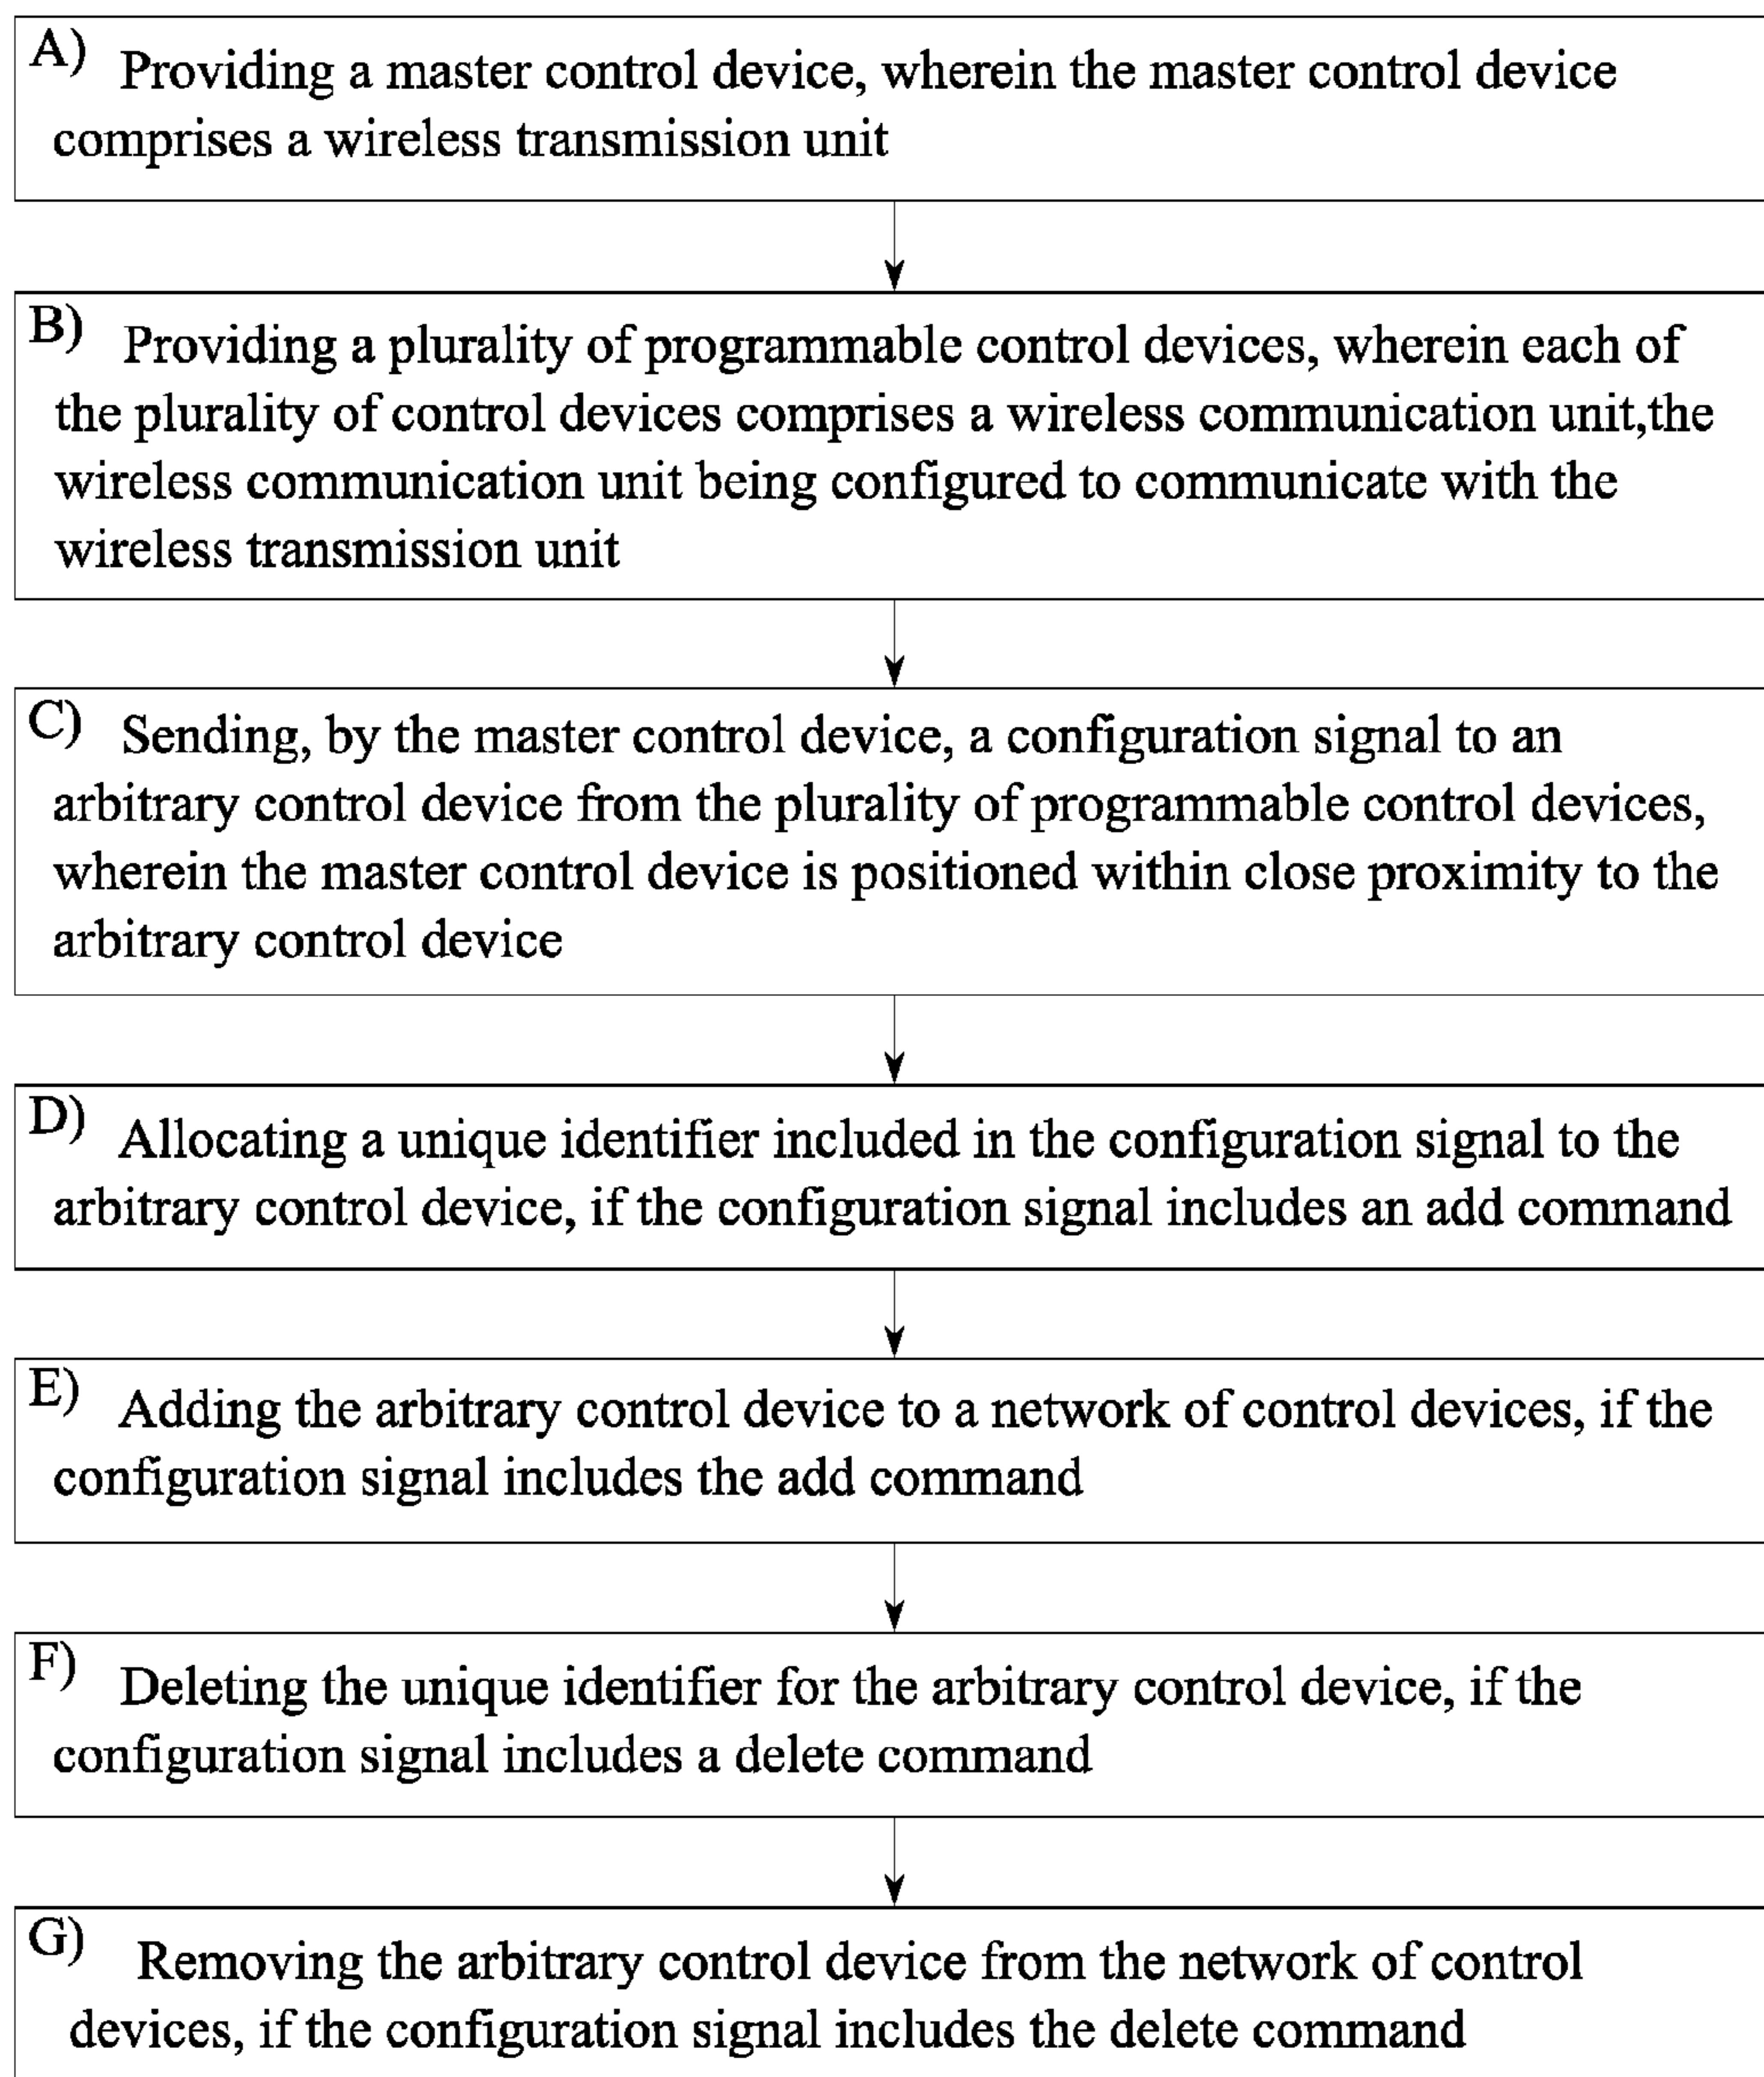 A) Providing a master control device, wherein the master control device
comprises a wireless transmission unit
B) Providing a plurality of programmable control devices, wherein each of
the plurality of control devices comprises a wireless communication unit,the
wireless communication unit being configured to communicate with the
wireless transmission unit
C) Sending, by the master control device, a configuration signal to an
arbitrary control device from the plurality of programmable control devices,
wherein the master control device is positioned within close proximity to the
arbitrary control device
D) Allocating a unique identifier included in the configuration signal to the
arbitrary control device, if the configuration signal includes an add command
E) Adding the arbitrary control device to a network of control devices, if the
configuration signal includes the add command
F) Deleting the unique identifier for the arbitrary control device, if the
configuration signal includes a delete command
G) Removing the arbitrary control device from the network of control
devices, if the configuration signal includes the delete command